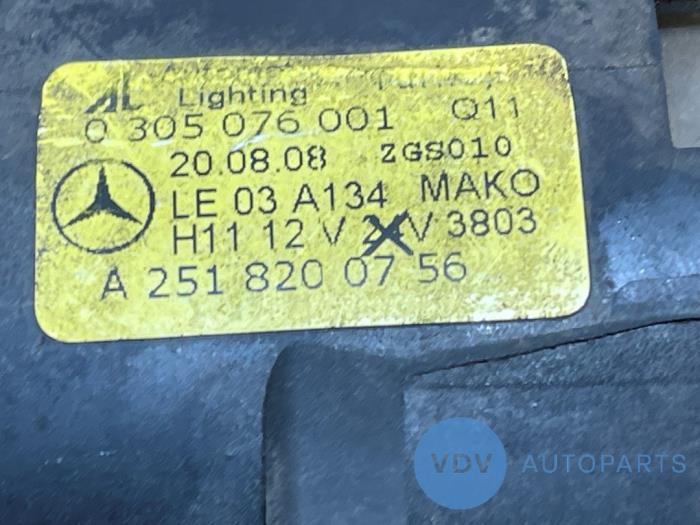 AL Lighting
0 305 076 001 Q11
20.08.08 ZGS010
LE 03 A134 MAKO
H11 12 V V 3803
A 251 820 07 56
VDV AUTOPARTS